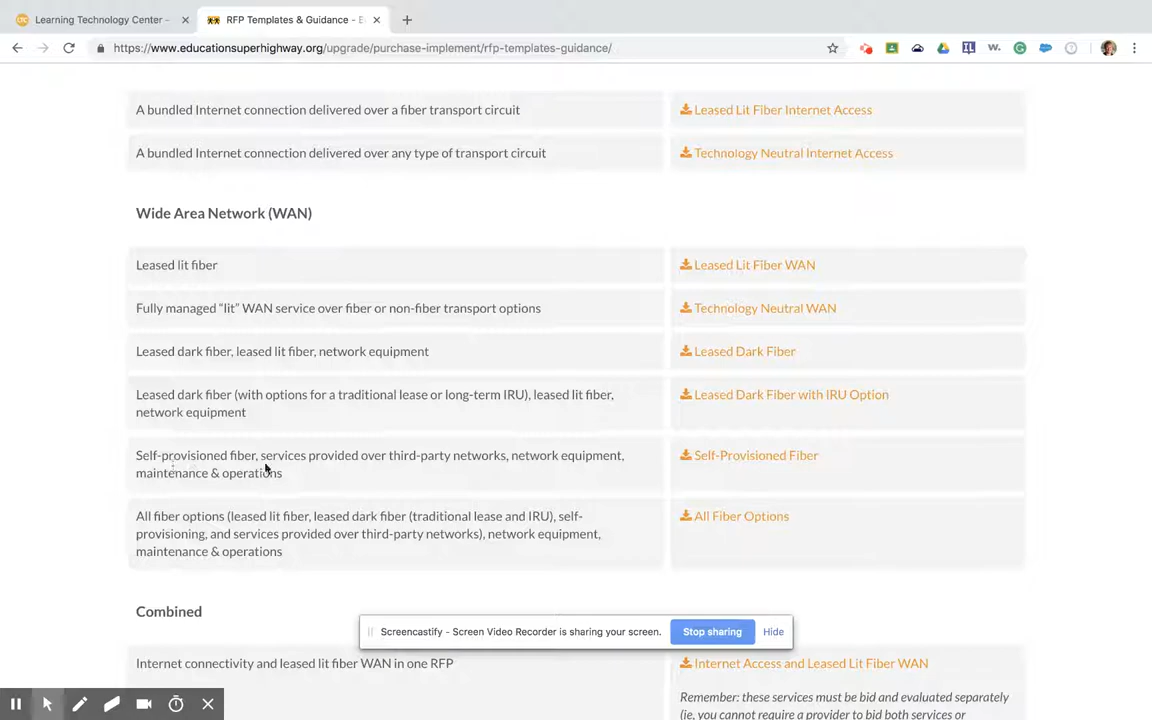 Learning Technology Center -
RFP Templates & Guidance - E
https://www.educationsuperhighway.org/upgrade/purchase-implement/rfp-templates-guidance/
A bundled Internet connection delivered over a fiber transport circuit
Leased Lit Fiber Internet Access
A bundled Internet connection delivered over any type of transport circuit
Technology Neutral Internet Access
Wide Area Network (WAN)
Leased lit fiber
Leased Lit Fiber WAN
Fully managed “lit” WAN service over fiber or non-fiber transport options
Technology Neutral WAN
Leased dark fiber, leased lit fiber, network equipment
Leased Dark Fiber
Leased dark fiber (with options for a traditional lease or long-term IRU), leased lit fiber,
network equipment
Leased Dark Fiber with IRU Option
Self-provisioned fiber, services provided over third-party networks, network equipment,
maintenance & operations
Self-Provisioned Fiber
All fiber options (leased lit fiber, leased dark fiber (traditional lease and IRU), self-
provisioning, and services provided over third-party networks), network equipment,
maintenance & operations
All Fiber Options
Combined
Screencastify - Screen Video Recorder is sharing your screen.
Stop sharing
Hide
Internet connectivity and leased lit fiber WAN in one RFP
Internet Access and Leased Lit Fiber WAN
Remember: these services must be bid and evaluated separately
(ie, you cannot require a provider to bid both services or